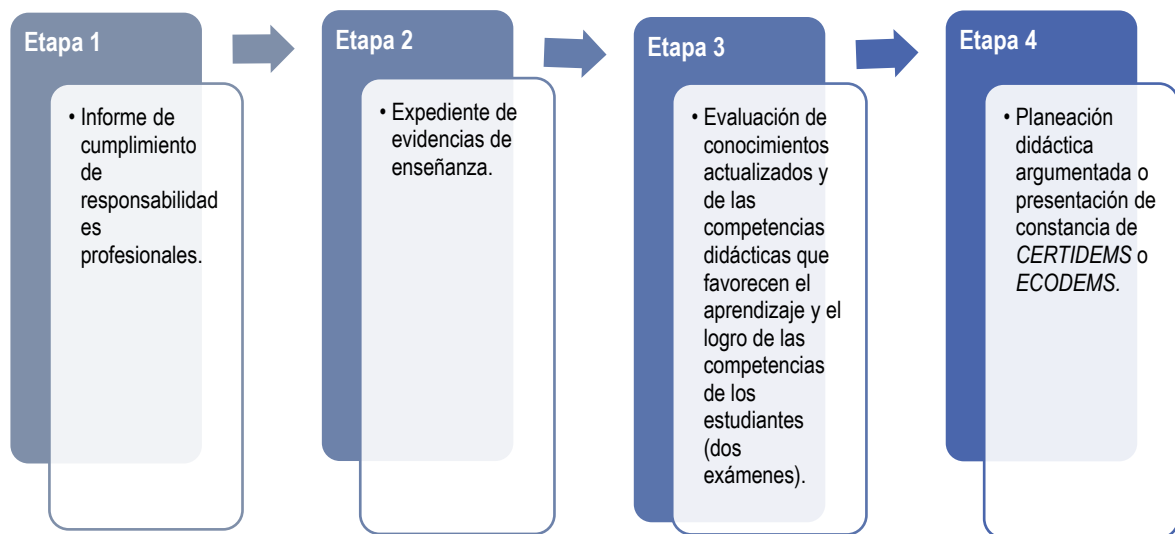 Etapa 1
• Informe de
cumplimiento
de
responsabilidad
es
profesionales.
Etapa 2
• Expediente de
evidencias de
enseñanza.
Etapa 3
• Evaluación de
conocimientos
actualizados y
de las
competencias
didácticas que
favorecen el
aprendizaje y el
logro de las
competencias
de los
estudiantes
(dos
exámenes).
Etapa 4
• Planeación
didáctica
argumentada o
presentación de
constancia de
CERTIDEMS o
ECODEMS.